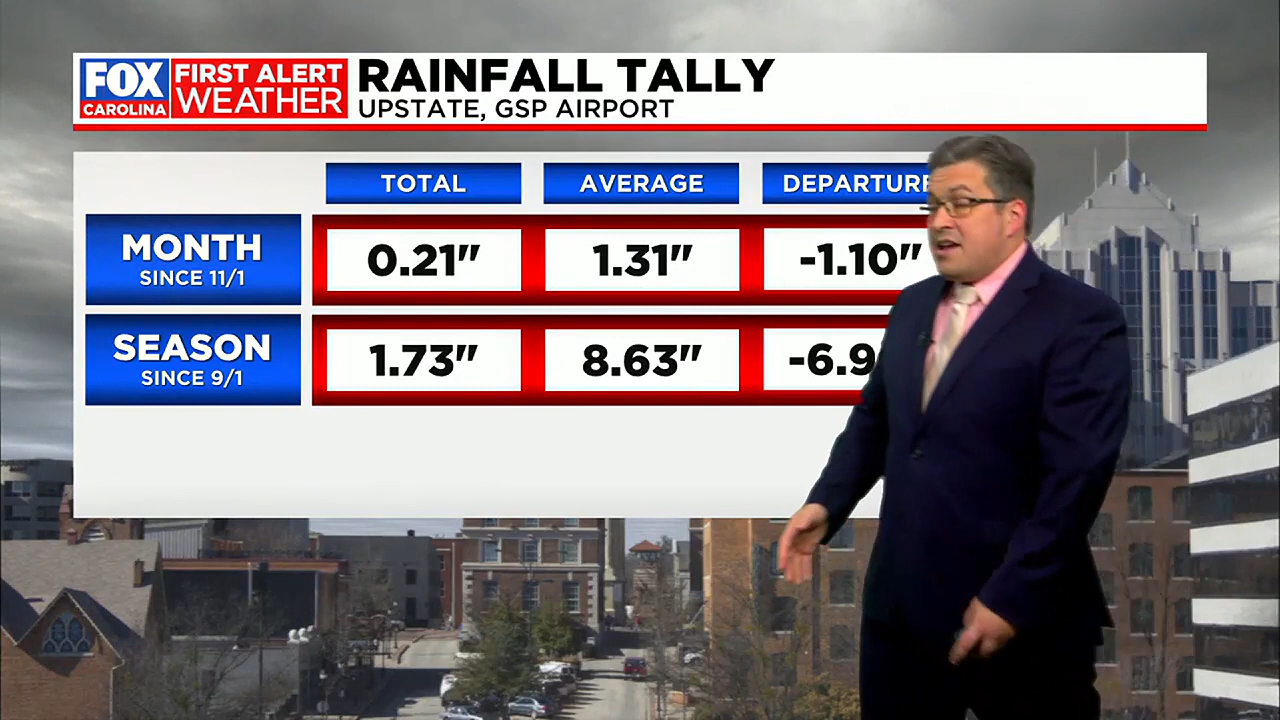 FOX
CAROLINA
FIRST ALERT
WEATHER
RAINFALL TALLY
UPSTATE, GSP AIRPORT
TOTAL AVERAGE DEPARTURE
MONTH
SINCE 11/1
0.21" 1.31" -1.10"
SEASON
SINCE 9/1
1.73" 8.63"